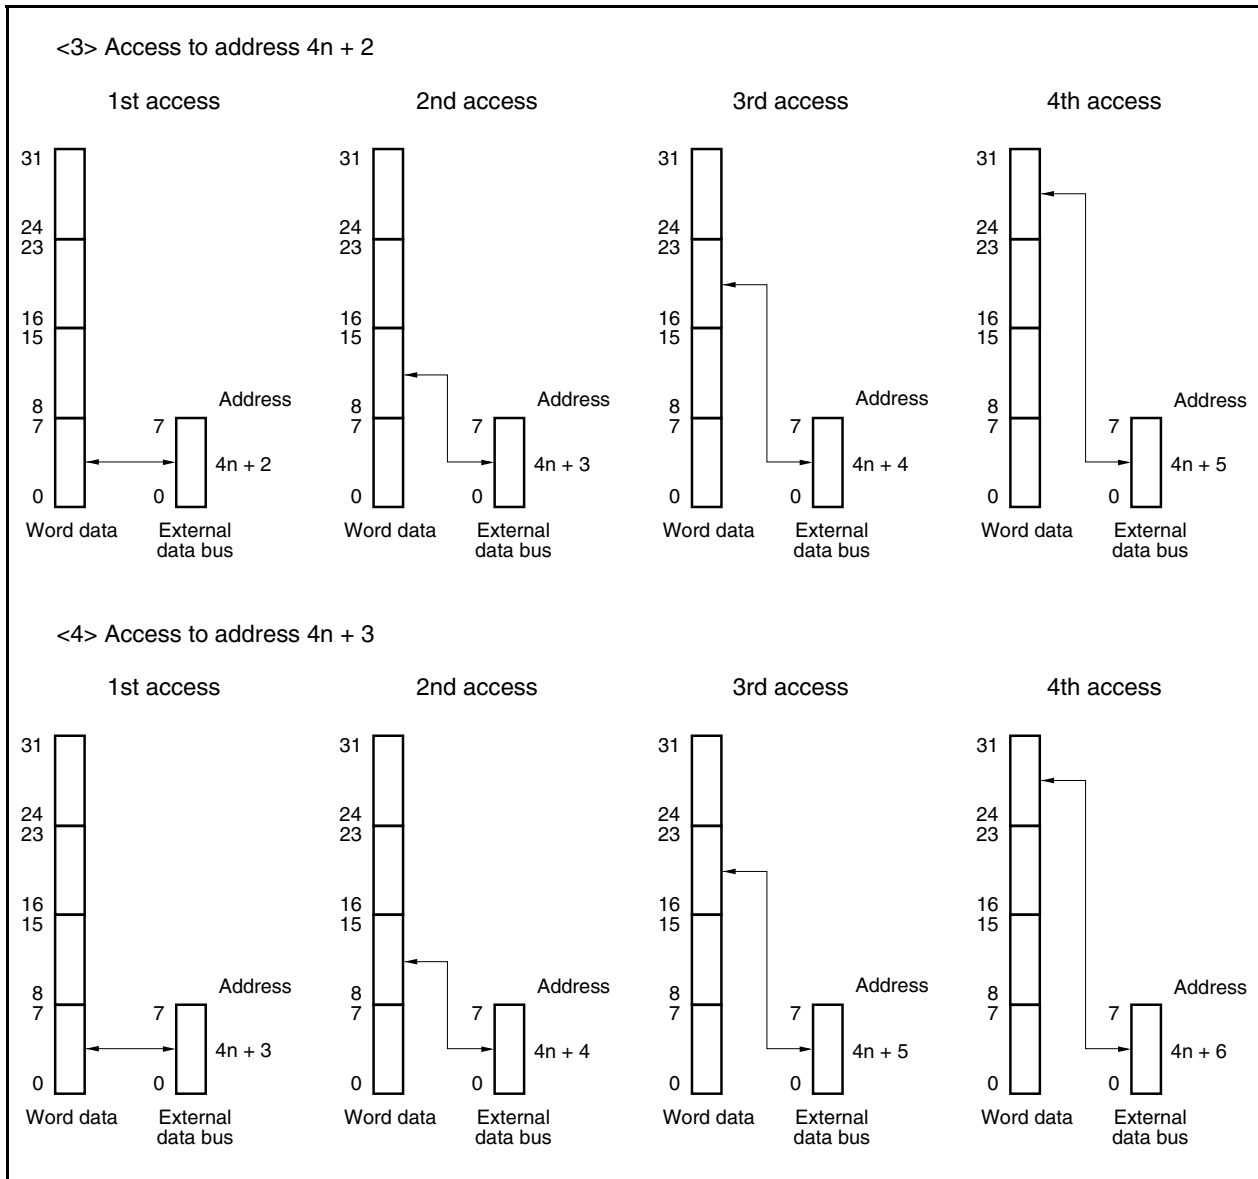 <3> Access to address 4n + 2
1st access
2nd access
3rd access
4th access
31
24
23
16
15
8
7
0
Word data
7
0
Address
4n + 2
External
data bus
31
24
23
16
15
8
7
0
Word data
7
0
Address
4n + 3
External
data bus
31
24
23
16
15
8
7
0
Word data
7
0
Address
4n + 4
External
data bus
31
24
23
16
15
8
7
0
Word data
7
0
Address
4n + 5
External
data bus
<4> Access to address 4n + 3
1st access
2nd access
3rd access
4th access
31
24
23
16
15
8
7
0
Word data
7
0
Address
4n + 3
External
data bus
31
24
23
16
15
8
7
0
Word data
7
0
Address
4n + 4
External
data bus
31
24
23
16
15
8
7
0
Word data
7
0
Address
4n + 5
External
data bus
31
24
23
16
15
8
7
0
Word data
7
0
Address
4n + 6
External
data bus